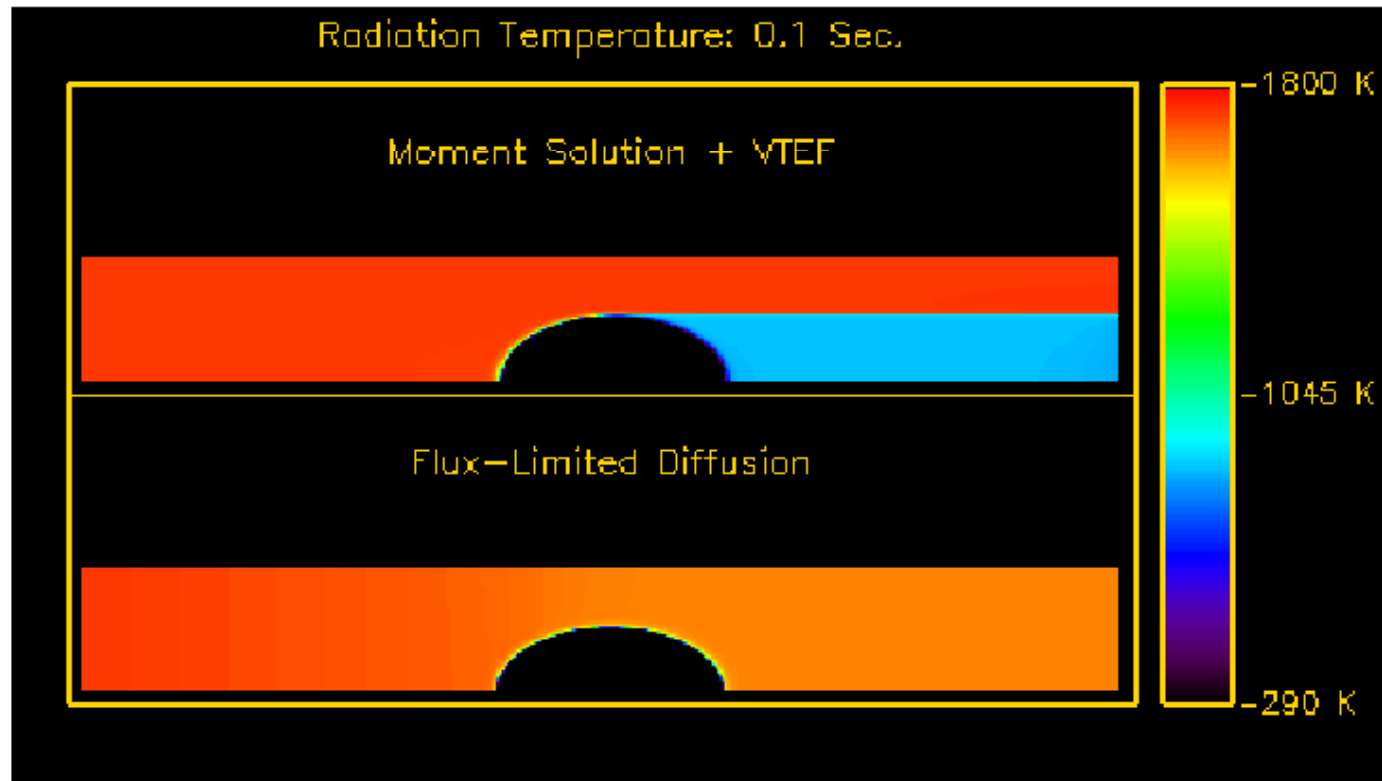 Radiation Temperature: 0.1 Sec.
Moment Solution + VTEF
Flux-Limited Diffusion
-1800 K
-1045 K
-290 K